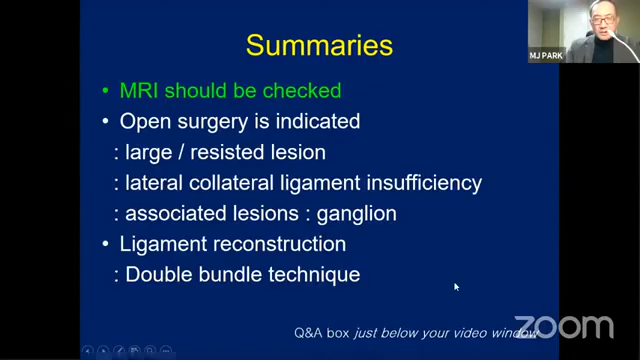 Summaries
MJ PARK
• MRI should be checked
• Open surgery is indicated
: large / resisted lesion
: lateral collateral ligament insufficiency
: associated lesions : ganglion
• Ligament reconstruction
: Double bundle technique
Q&A box just below your video window
zoom